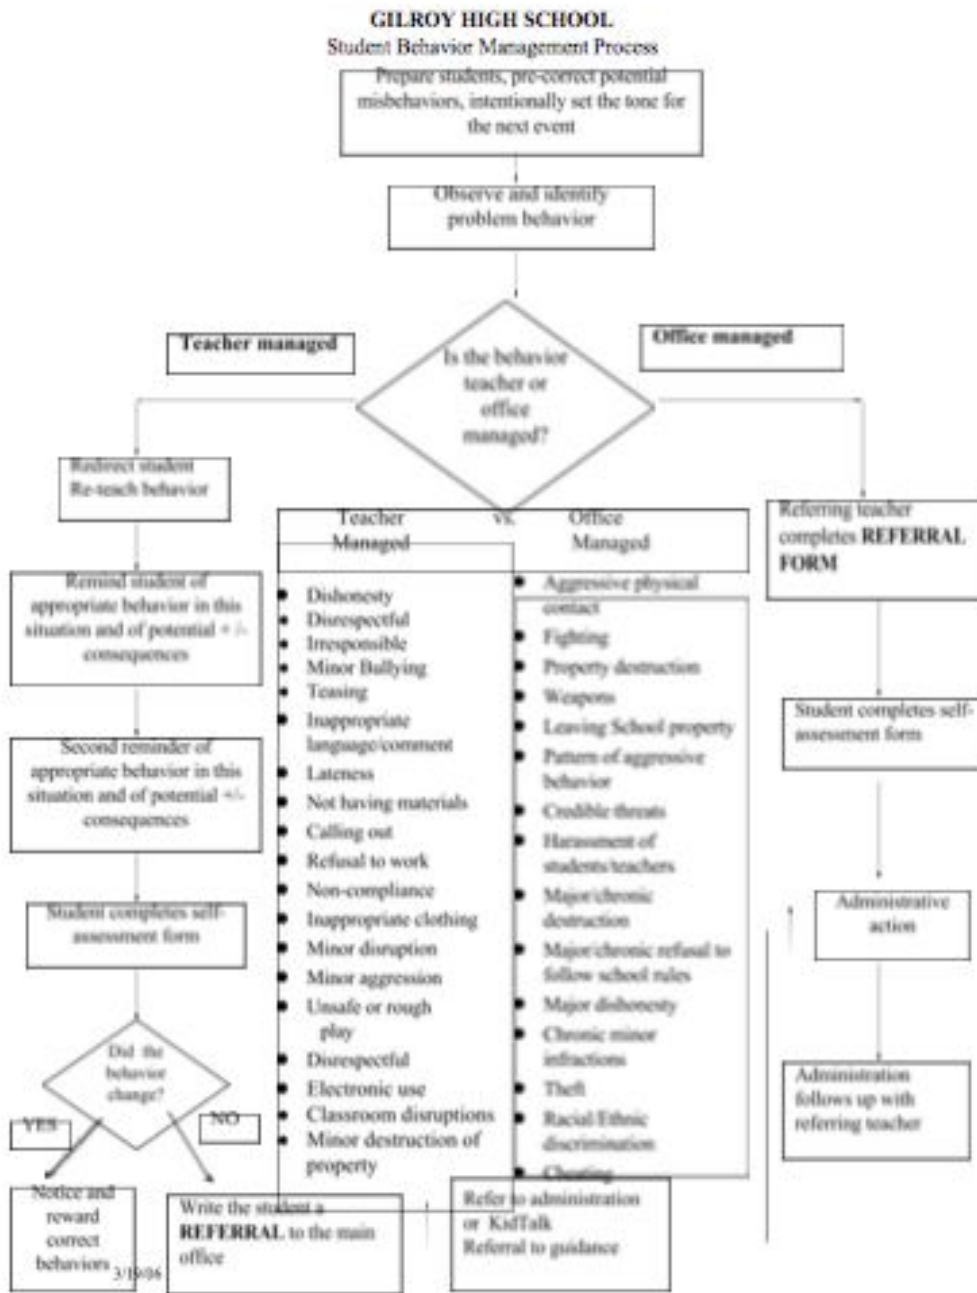 GILROY HIGH SCHOOL
Student Behavior Management Process
Prepare students, pre-correct potential
misbehaviors, intentionally set the tone for
the next event
Observe and identify
problem behavior
Teacher managed
Office managed
Is the behavior
teacher or
office
managed?
Redirect student
Re-teach behavior
Remind student of
appropriate behavior in this
situation and of potential +/-
consequences
Second reminder of
appropriate behavior in this
situation and of potential +/-
consequences
Student completes self-
assessment form
Did the
behavior
change?
YES
NO
Notice and
reward
correct
behaviors
3/19/06
Write the student a
REFERRAL to the main
office
Teacher vs. Office
Managed Managed
Dishonesty
Disrespectful
Irresponsible
Minor Bullying
Teasing
Inappropriate
language/comment
Lateness
Not having materials
Calling out
Refusal to work
Non-compliance
Inappropriate clothing
Minor disruption
Minor aggression
Unsafe or rough
play
Disrespectful
Electronic use
Classroom disruptions
Minor destruction of
property
Aggressive physical
contact
Fighting
Property destruction
Weapons
Leaving School property
Pattern of aggressive
behavior
Credible threats
Harassment of
students/teachers
Major/chronic
destruction
Major/chronic refusal to
follow school rules
Major dishonesty
Chronic minor
infractions
Theft
Racial/Ethnic
discrimination
Cheating
Refer to administration
or KidTalk
Referral to guidance
Referring teacher
completes REFERRAL
FORM
Student completes self-
assessment form
Administrative
action
Administration
follows up with
referring teacher